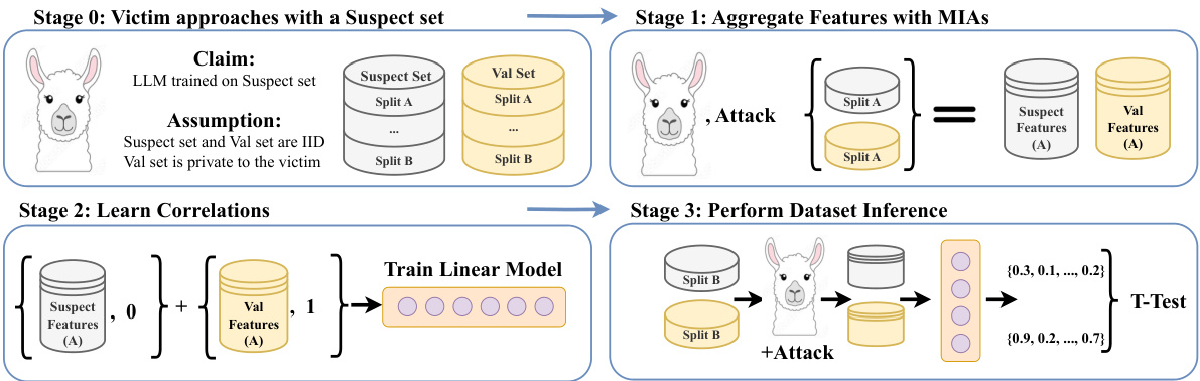 Stage 0: Victim approaches with a Suspect set
Claim:
LLM trained on Suspect set
Assumption:
Suspect set and Val set are IID
Val set is private to the victim
Suspect Set
Split A
...
Split B
Val Set
Split A
...
Split B
Stage 1: Aggregate Features with MIAs
, Attack
{
Split A
Split A
}
=
Suspect
Features
(A)
Val
Features
(A)
Stage 2: Learn Correlations
{
Suspect
Features
(A)
, 0
}
+
{
Val
Features
(A)
, 1
}
Train Linear Model
Stage 3: Perform Dataset Inference
Split B
Split B
+Attack
{0.3, 0.1, ..., 0.2}
{0.9, 0.2, ..., 0.7}
}
T-Test